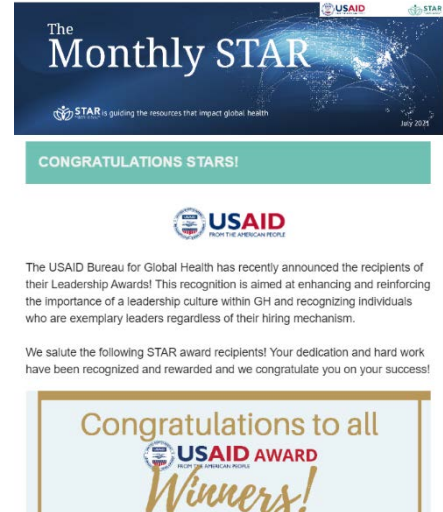 USAID
STAR
The
Monthly STAR
STAR is guiding the resources that impact global health
July 2021
CONGRATULATIONS STARS!
USAID
FROM THE AMERICAN PEOPLE
The USAID Bureau for Global Health has recently announced the recipients of
their Leadership Awards! This recognition is aimed at enhancing and reinforcing
the importance of a leadership culture within GH and recognizing individuals
who are exemplary leaders regardless of their hiring mechanism.
We salute the following STAR award recipients! Your dedication and hard work
have been recognized and rewarded and we congratulate you on your success!
Congratulations to all
USAID AWARD
FROM THE AMERICAN PEOPLE
Winners!